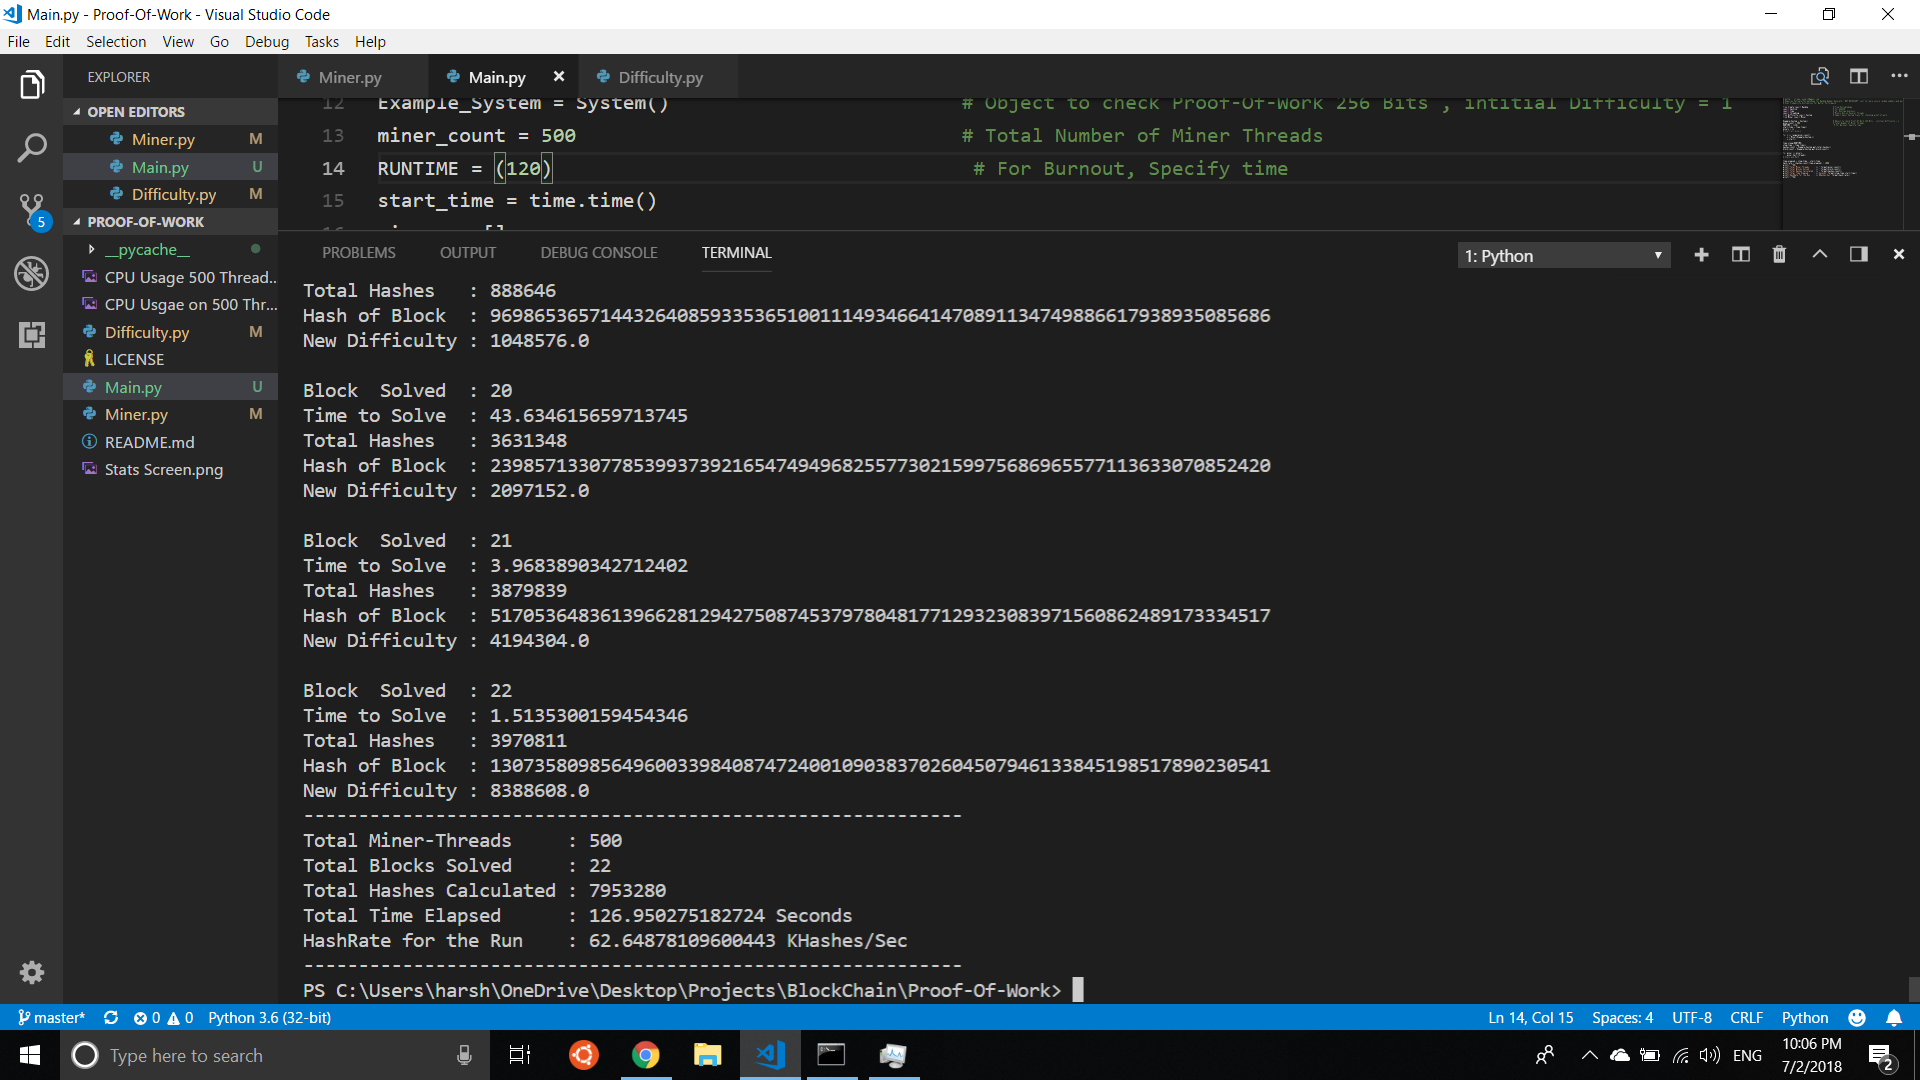 Main.py - Proof-Of-Work - Visual Studio Code
File Edit Selection View Go Debug Tasks Help
EXPLORER
OPEN EDITORS
Miner.py M
Main.py U
Difficulty.py M
PROOF-OF-WORK
__pycache__
CPU Usage 500 Thread...
CPU Usgae on 500 Thr...
Difficulty.py M
LICENSE
Main.py U
Miner.py M
README.md
Stats Screen.png
5
Miner.py Main.py Difficulty.py
12 Example_System = System() # Object to check Proof-Of-Work 256 Bits , intitial Difficulty = 1
13 miner_count = 500 # Total Number of Miner Threads
14 RUNTIME = (120) # For Burnout, Specify time
15 start_time = time.time()
PROBLEMS OUTPUT DEBUG CONSOLE TERMINAL 1: Python
Total Hashes : 888646
Hash of Block : 96986536571443264085933536510011149346641470891134749886617938935085686
New Difficulty : 1048576.0
Block Solved : 20
Time to Solve : 43.634615659713745
Total Hashes : 3631348
Hash of Block : 23985713307785399373921654749496825577302159975686965577113633070852420
New Difficulty : 2097152.0
Block Solved : 21
Time to Solve : 3.9683890342712402
Total Hashes : 3879839
Hash of Block : 51705364836139662812942750874537978048177129323083971560862489173334517
New Difficulty : 4194304.0
Block Solved : 22
Time to Solve : 1.5135300159454346
Total Hashes : 3970811
Hash of Block : 13073580985649600339840874724001090383702604507946133845198517890230541
New Difficulty : 8388608.0
------------------------------------------------------------
Total Miner-Threads : 500
Total Blocks Solved : 22
Total Hashes Calculated : 7953280
Total Time Elapsed : 126.950275182724 Seconds
HashRate for the Run : 62.64878109600443 KHashes/Sec
------------------------------------------------------------
PS C:\Users\harsh\OneDrive\Desktop\Projects\BlockChain\Proof-Of-Work>
master* 0 0 Python 3.6 (32-bit) Ln 14, Col 15 Spaces: 4 UTF-8 CRLF Python
Type here to search ENG 10:06 PM
7/2/2018 2